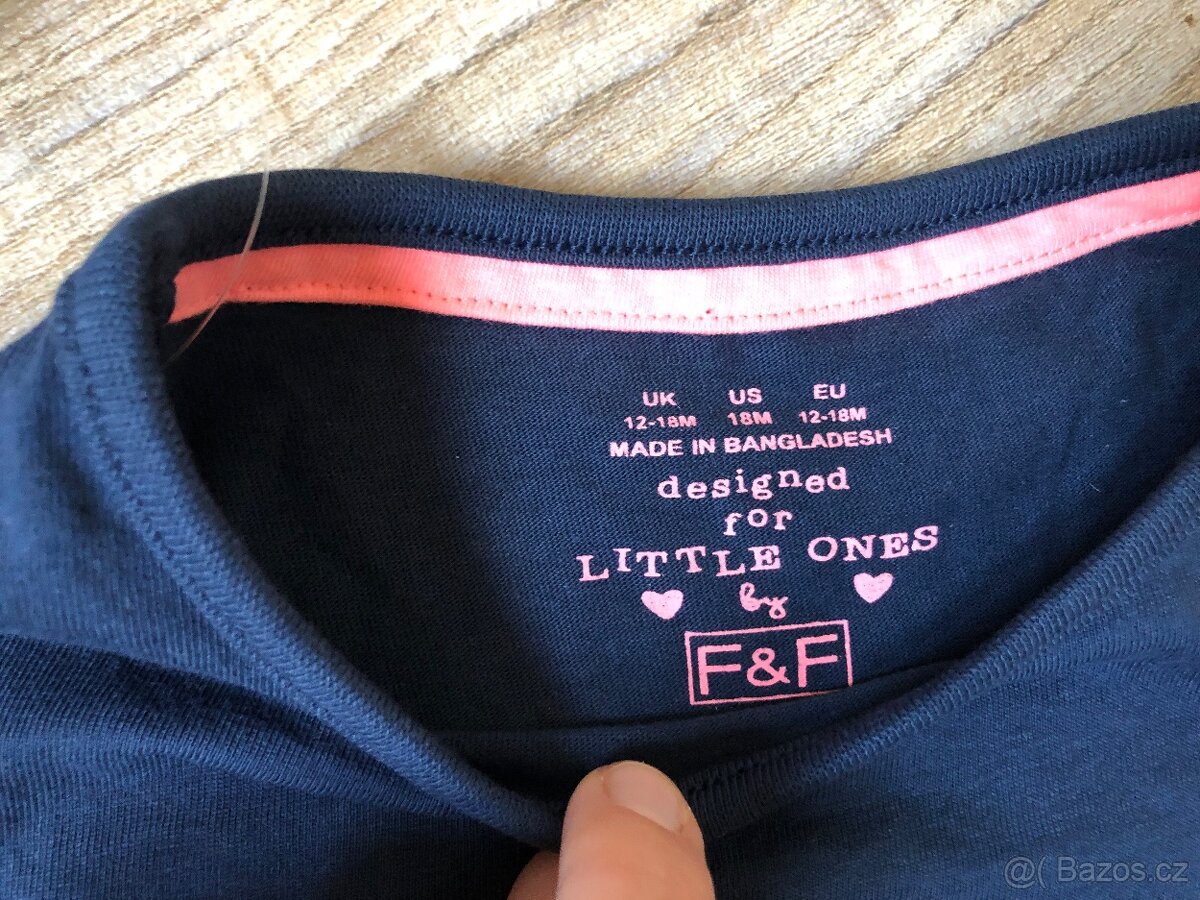 UK US EU
12-18M 18M 12-18M
MADE IN BANGLADESH
designed
for
LITTLE ONES
by
F&F
@( Bazos.cz